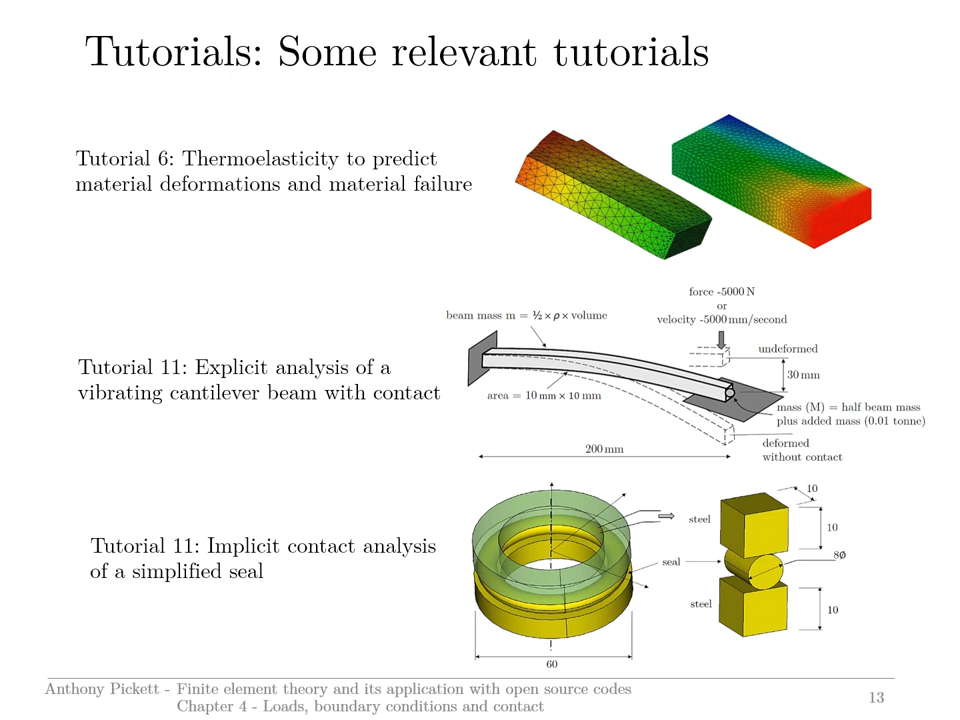 Tutorials: Some relevant tutorials
Tutorial 6: Thermoelasticity to predict
material deformations and material failure
Tutorial 11: Explicit analysis of a
vibrating cantilever beam with contact
beam mass m = ½ × ρ × volume
force -5000 N
or
velocity -5000 mm/second
undeformed
30 mm
area = 10 mm × 10 mm
mass (M) = half beam mass
plus added mass (0.01 tonne)
deformed
without contact
200 mm
Tutorial 11: Implicit contact analysis
of a simplified seal
60
steel
seal
steel
10
10
8Ø
10
Anthony Pickett - Finite element theory and its application with open source codes
Chapter 4 - Loads, boundary conditions and contact
13